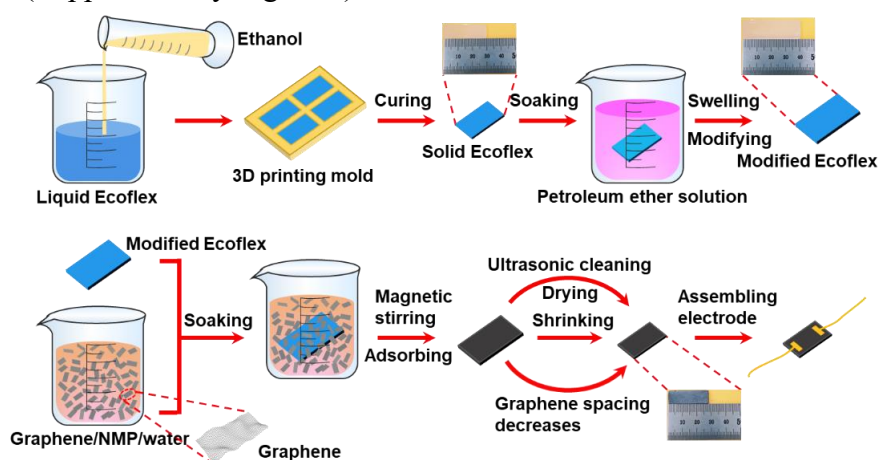 Ethanol
Liquid Ecoflex
3D printing mold
Curing
Solid Ecoflex
Soaking
Petroleum ether solution
Swelling
Modifying
Modified Ecoflex
Modified Ecoflex
Graphene/NMP/water
Graphene
Soaking
Magnetic
stirring
Adsorbing
Ultrasonic cleaning
Drying
Shrinking
Graphene spacing
decreases
Assembling
electrode